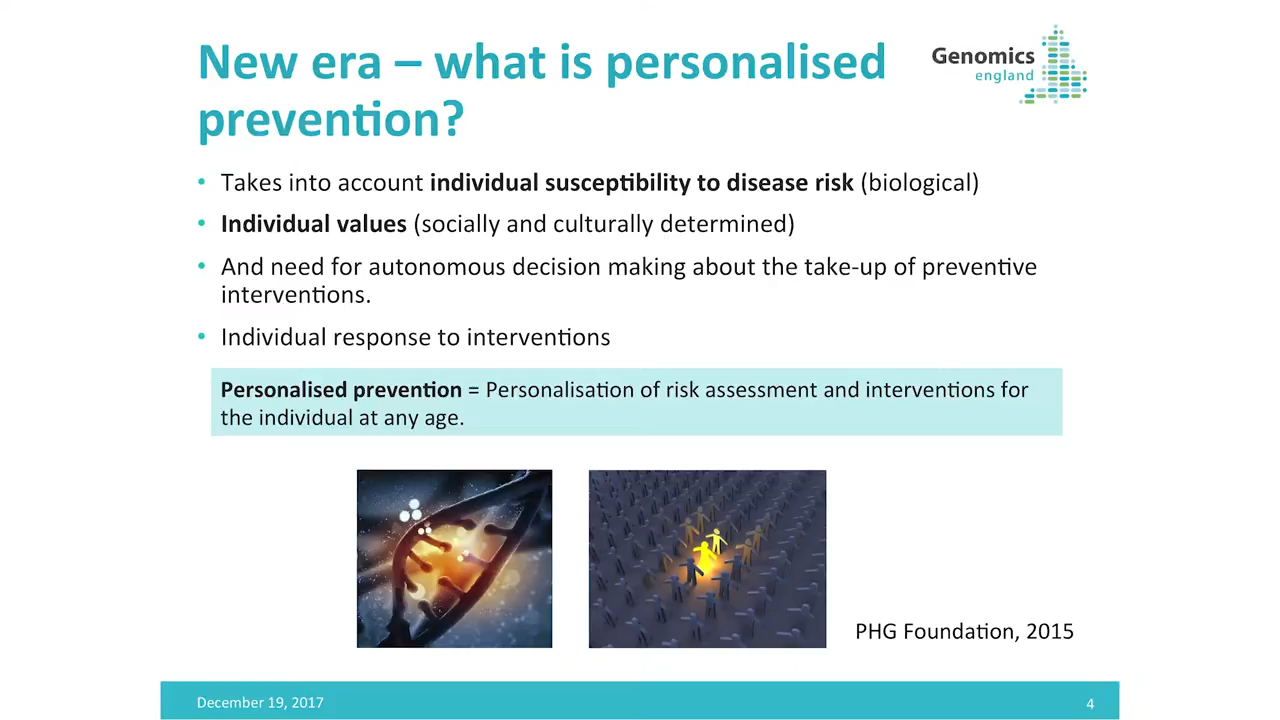 New era – what is personalised
prevention?
Genomics
england
• Takes into account individual susceptibility to disease risk (biological)
• Individual values (socially and culturally determined)
• And need for autonomous decision making about the take-up of preventive
interventions.
• Individual response to interventions
Personalised prevention = Personalisation of risk assessment and interventions for
the individual at any age.
PHG Foundation, 2015
December 19, 2017
4